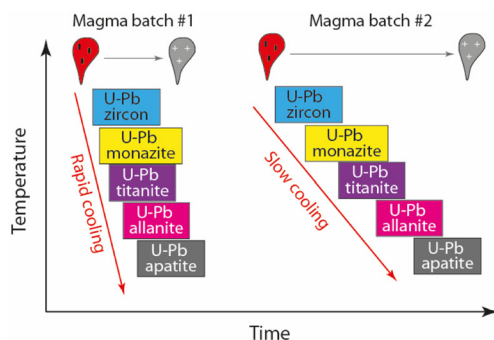 Magma batch #1
Magma batch #2
Temperature
U-Pb
zircon
U-Pb
monazite
U-Pb
titanite
U-Pb
allanite
U-Pb
apatite
Rapid cooling
U-Pb
zircon
U-Pb
monazite
U-Pb
titanite
U-Pb
allanite
U-Pb
apatite
Slow cooling
Time